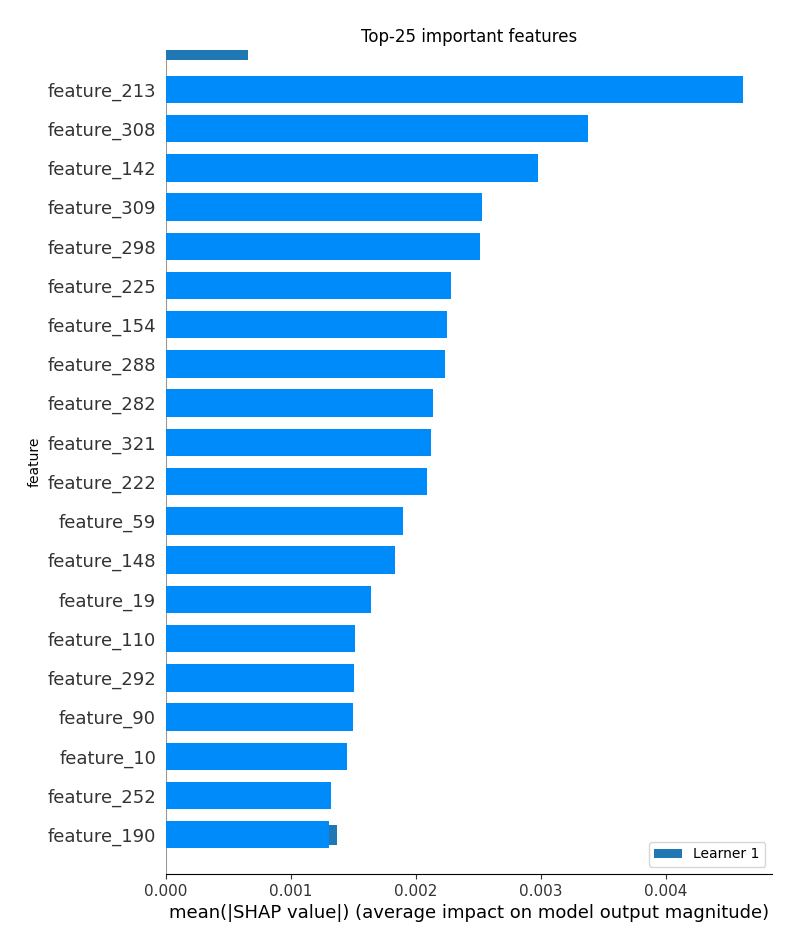 Top-25 important features
feature_213
feature_308
feature_142
feature_309
feature_298
feature_225
feature_154
feature_288
feature_282
feature_321
feature_222
feature_59
feature_148
feature_19
feature_110
feature_292
feature_90
feature_10
feature_252
feature_190
feature
Learner 1
0.000 0.001 0.002 0.003 0.004
mean(|SHAP value|) (average impact on model output magnitude)